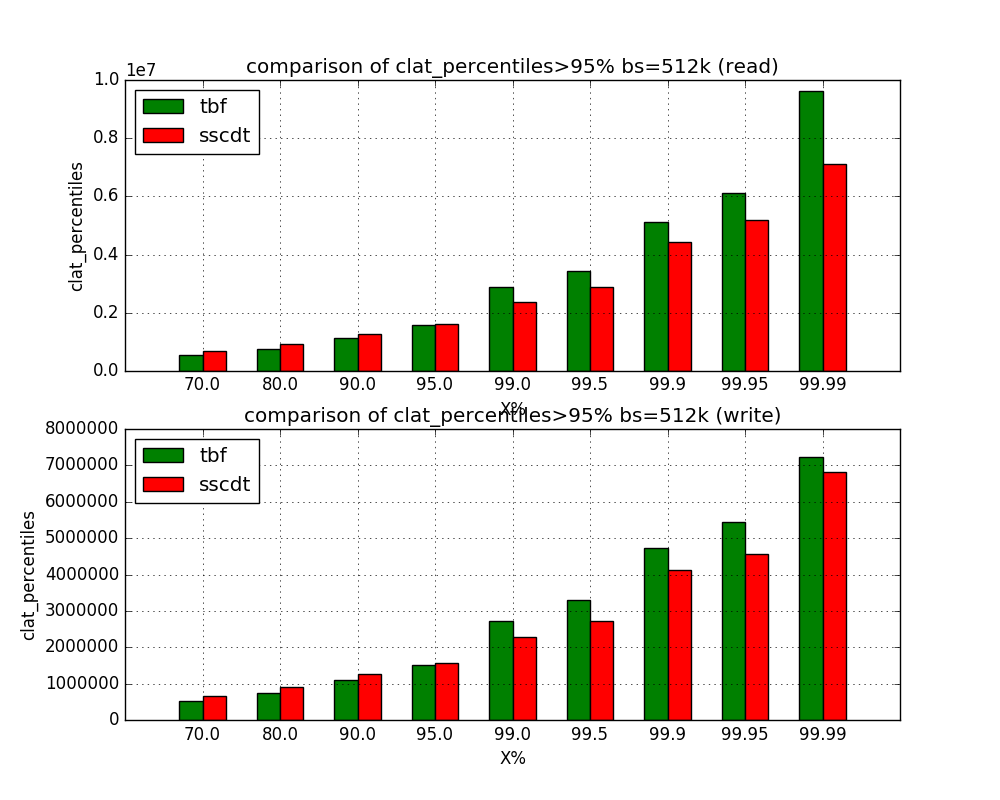 comparison of clat_percentiles>95% bs=512k (read)
1e7
1.0
0.8
0.6
0.4
0.2
0.0
clat_percentiles
tbf
sscdt
70.0 80.0 90.0 95.0 99.0 99.5 99.9 99.95 99.99
X%
comparison of clat_percentiles>95% bs=512k (write)
8000000
7000000
6000000
5000000
4000000
3000000
2000000
1000000
0
clat_percentiles
tbf
sscdt
70.0 80.0 90.0 95.0 99.0 99.5 99.9 99.95 99.99
X%